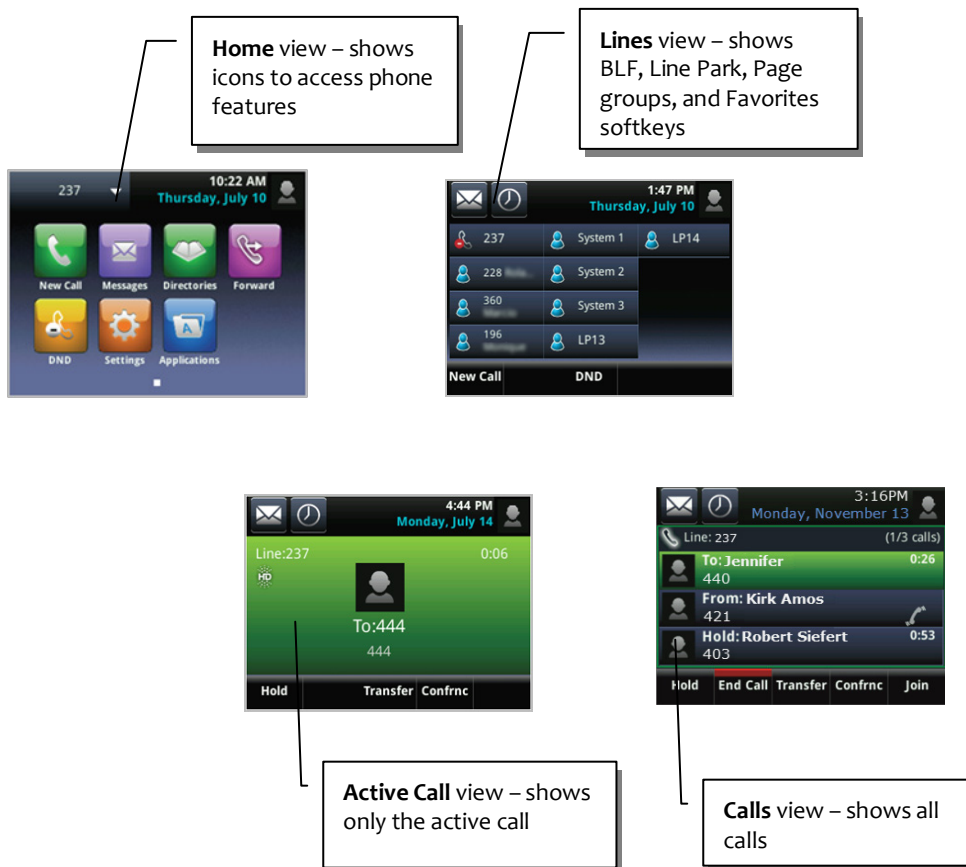 Home view – shows
icons to access phone
features
Lines view – shows
BLF, Line Park, Page
groups, and Favorites
softkeys
237
10:22 AM
Thursday, July 10
New Call Messages Directories Forward
DND Settings Applications
1:47 PM
Thursday, July 10
237 System 1 LP14
228 System 2
360 System 3
196 LP13
New Call DND
4:44 PM
Monday, July 14
Line:237 0:06
HD
To:444
444
Hold Transfer Confrnc
3:16PM
Monday, November 13
Line: 237 (1/3 calls)
To: Jennifer 0:26
440
From: Kirk Amos
421
Hold: Robert Siefert 0:53
403
Hold End Call Transfer Confrnc Join
Active Call view – shows
only the active call
Calls view – shows all
calls